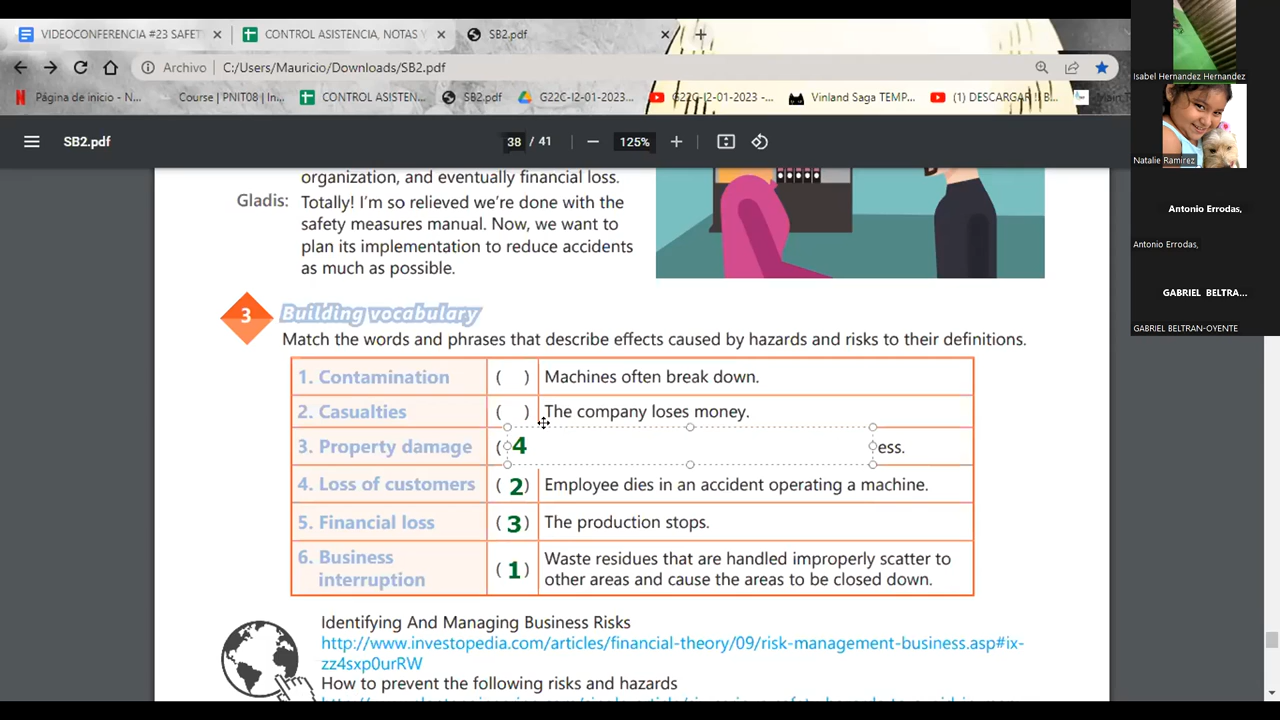 VIDEOCONFERENCIA #23 SAFET
CONTROL ASISTENCIA, NOTAS Y
SB2.pdf
Archivo
C:/Users/Mauricio/Downloads/SB2.pdf
Página de inicio - N...
Course | PNIT08 | In...
CONTROL ASISTEN...
SB2.pdf
G22C-I2-01-2023...
G22C-I2-01-2023 -...
Vinland Saga TEMP...
(1) DESCARGAR
SB2.pdf
38 / 41
125%
organization, and eventually financial loss.
Gladis: Totally! I'm so relieved we're done with the
safety measures manual. Now, we want to
plan its implementation to reduce accidents
as much as possible.
3 Building vocabulary
Match the words and phrases that describe effects caused by hazards and risks to their definitions.
1. Contamination ( ) Machines often break down.
2. Casualties ( ) The company loses money.
3. Property damage ( 4 ess.
4. Loss of customers ( 2 ) Employee dies in an accident operating a machine.
5. Financial loss ( 3 ) The production stops.
6. Business interruption ( 1 ) Waste residues that are handled improperly scatter to
other areas and cause the areas to be closed down.
Identifying And Managing Business Risks
http://www.investopedia.com/articles/financial-theory/09/risk-management-business.asp#ix-
zz4sxp0urRW
How to prevent the following risks and hazards
Isabel Hernandez Hernandez
Natalie Ramirez
Antonio Errodas,
Antonio Errodas,
GABRIEL BELTRA...
GABRIEL BELTRAN-OYENTE